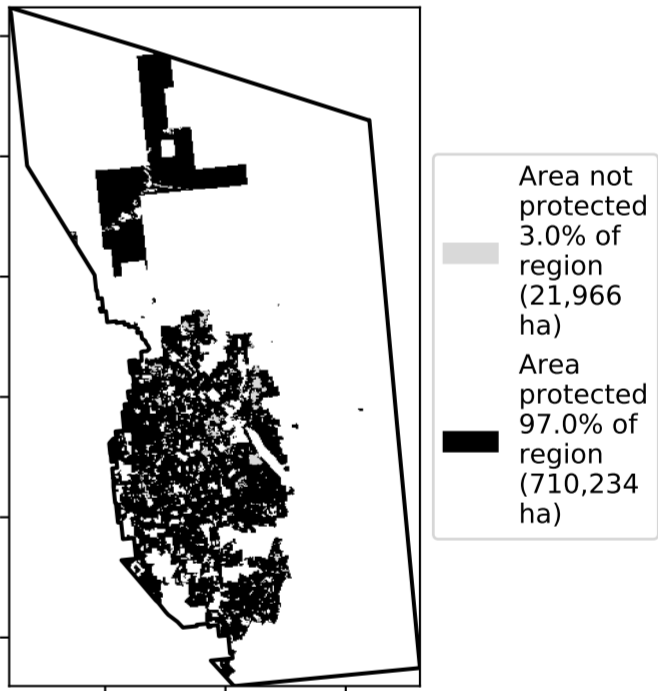 Area not
protected
3.0% of
region
(21,966
ha)
Area
protected
97.0% of
region
(710,234
ha)